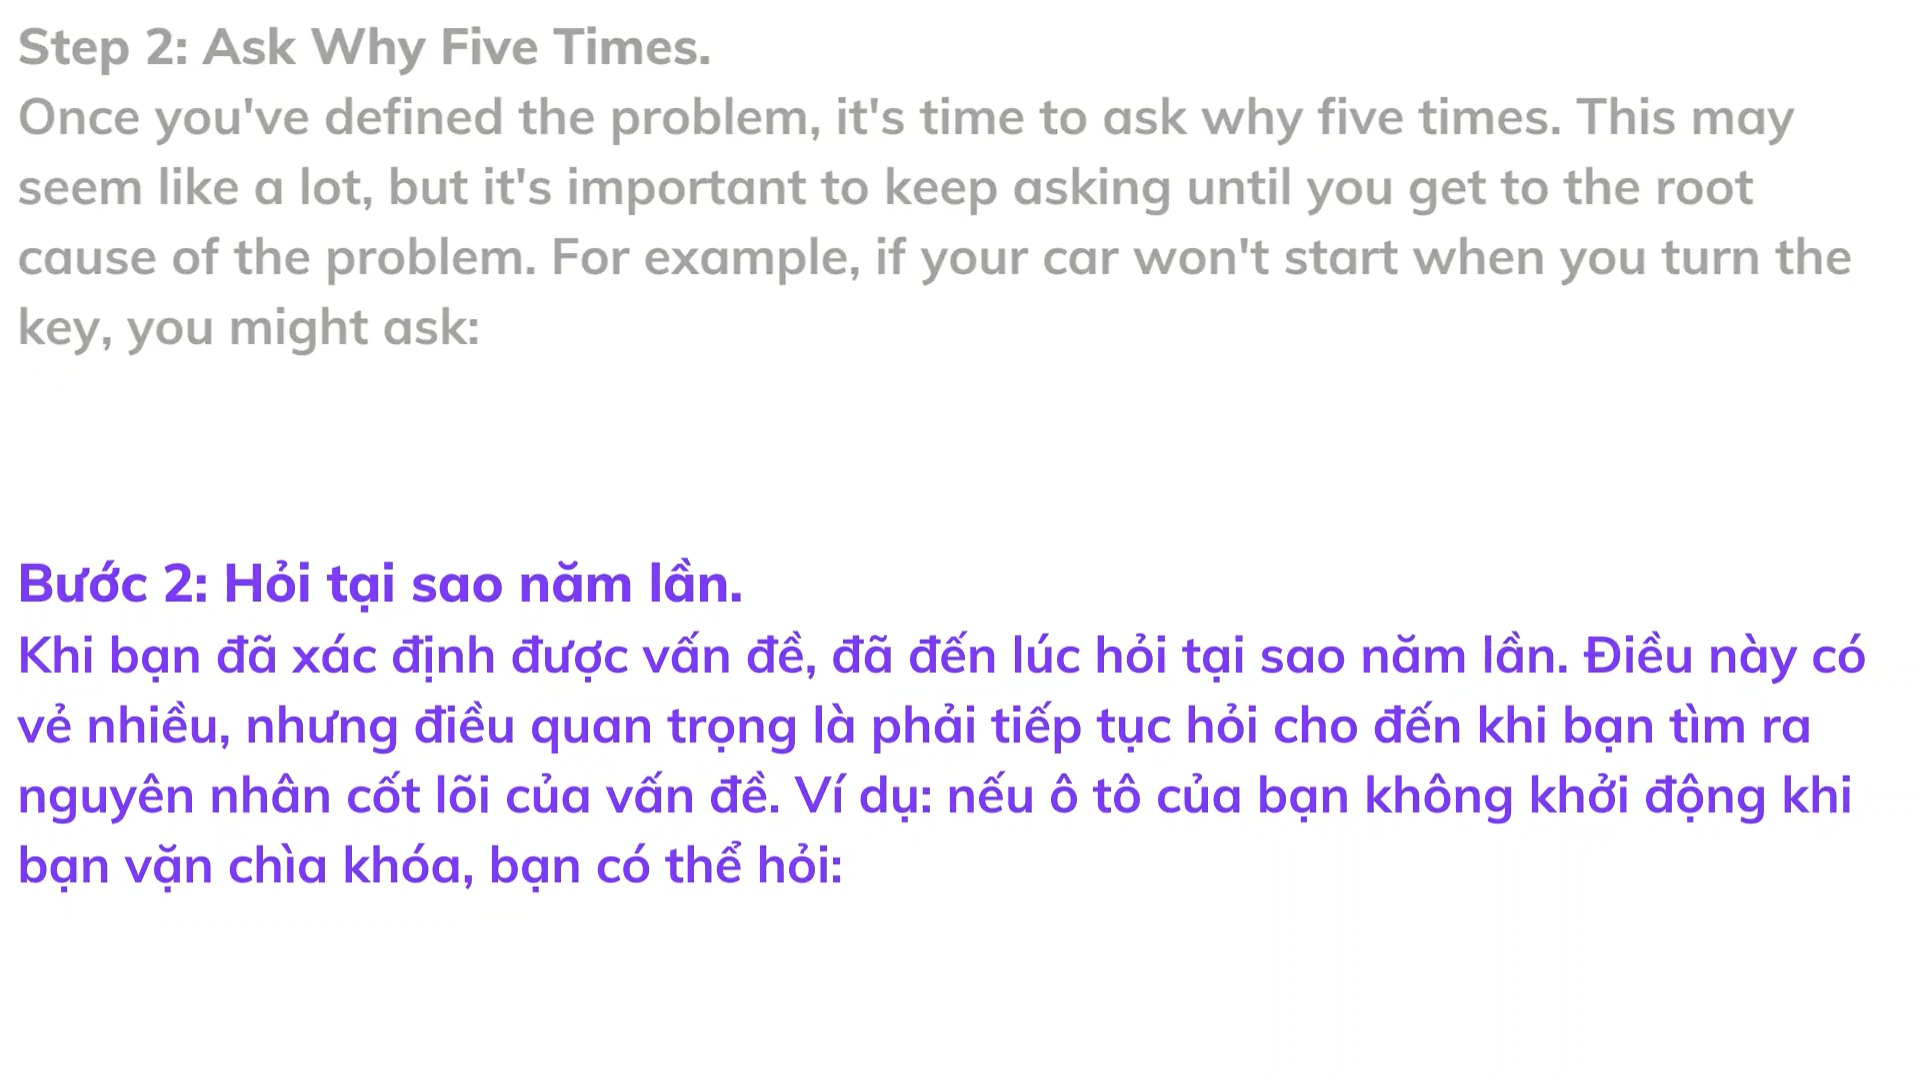 Step 2: Ask Why Five Times.
Once you've defined the problem, it's time to ask why five times. This may
seem like a lot, but it's important to keep asking until you get to the root
cause of the problem. For example, if your car won't start when you turn the
key, you might ask:
Bước 2: Hỏi tại sao năm lần.
Khi bạn đã xác định được vấn đề, đã đến lúc hỏi tại sao năm lần. Điều này có
vẻ nhiều, nhưng điều quan trọng là phải tiếp tục hỏi cho đến khi bạn tìm ra
nguyên nhân cốt lõi của vấn đề. Ví dụ: nếu ô tô của bạn không khởi động khi
bạn vặn chìa khóa, bạn có thể hỏi: